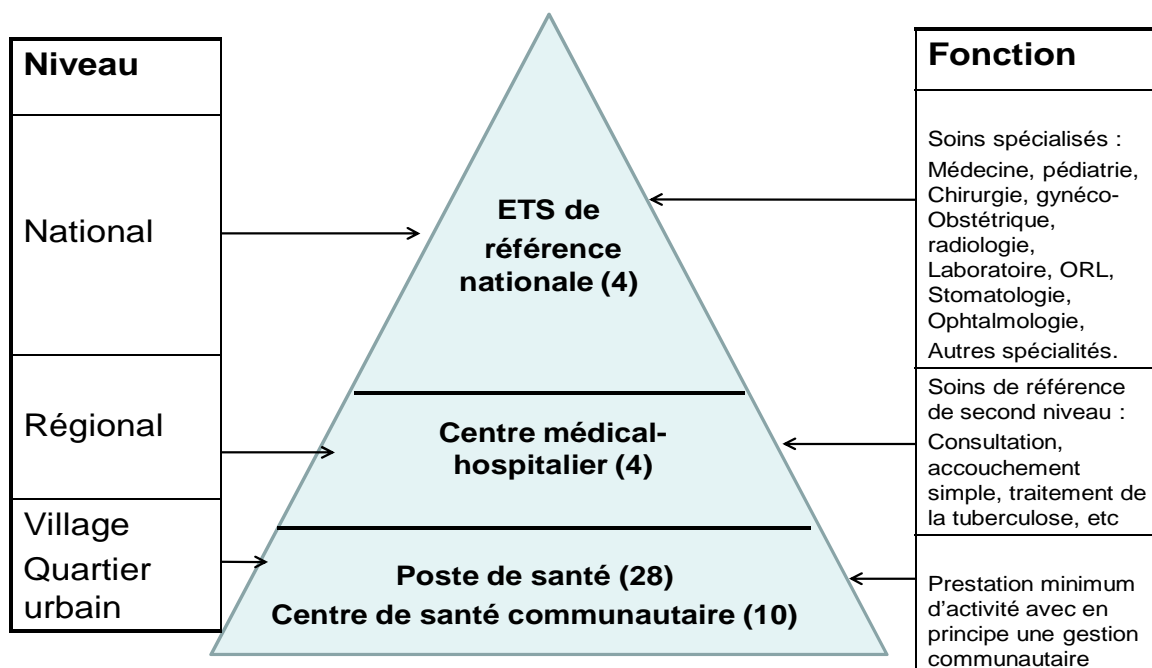 Niveau
National
Régional
Village
Quartier
urbain
ETS de
référence
nationale (4)
Centre médical-
hospitalier (4)
Poste de santé (28)
Centre de santé communautaire (10)
Fonction
Soins spécialisés :
Médecine, pédiatrie,
Chirurgie, gynéco-
Obstétrique,
radiologie,
Laboratoire, ORL,
Stomatologie,
Ophtalmologie,
Autres spécialités.
Soins de référence
de second niveau :
Consultation,
accouchement
simple, traitement de
la tuberculose, etc
Prestation minimum
d'activité avec en
principe une gestion
communautaire